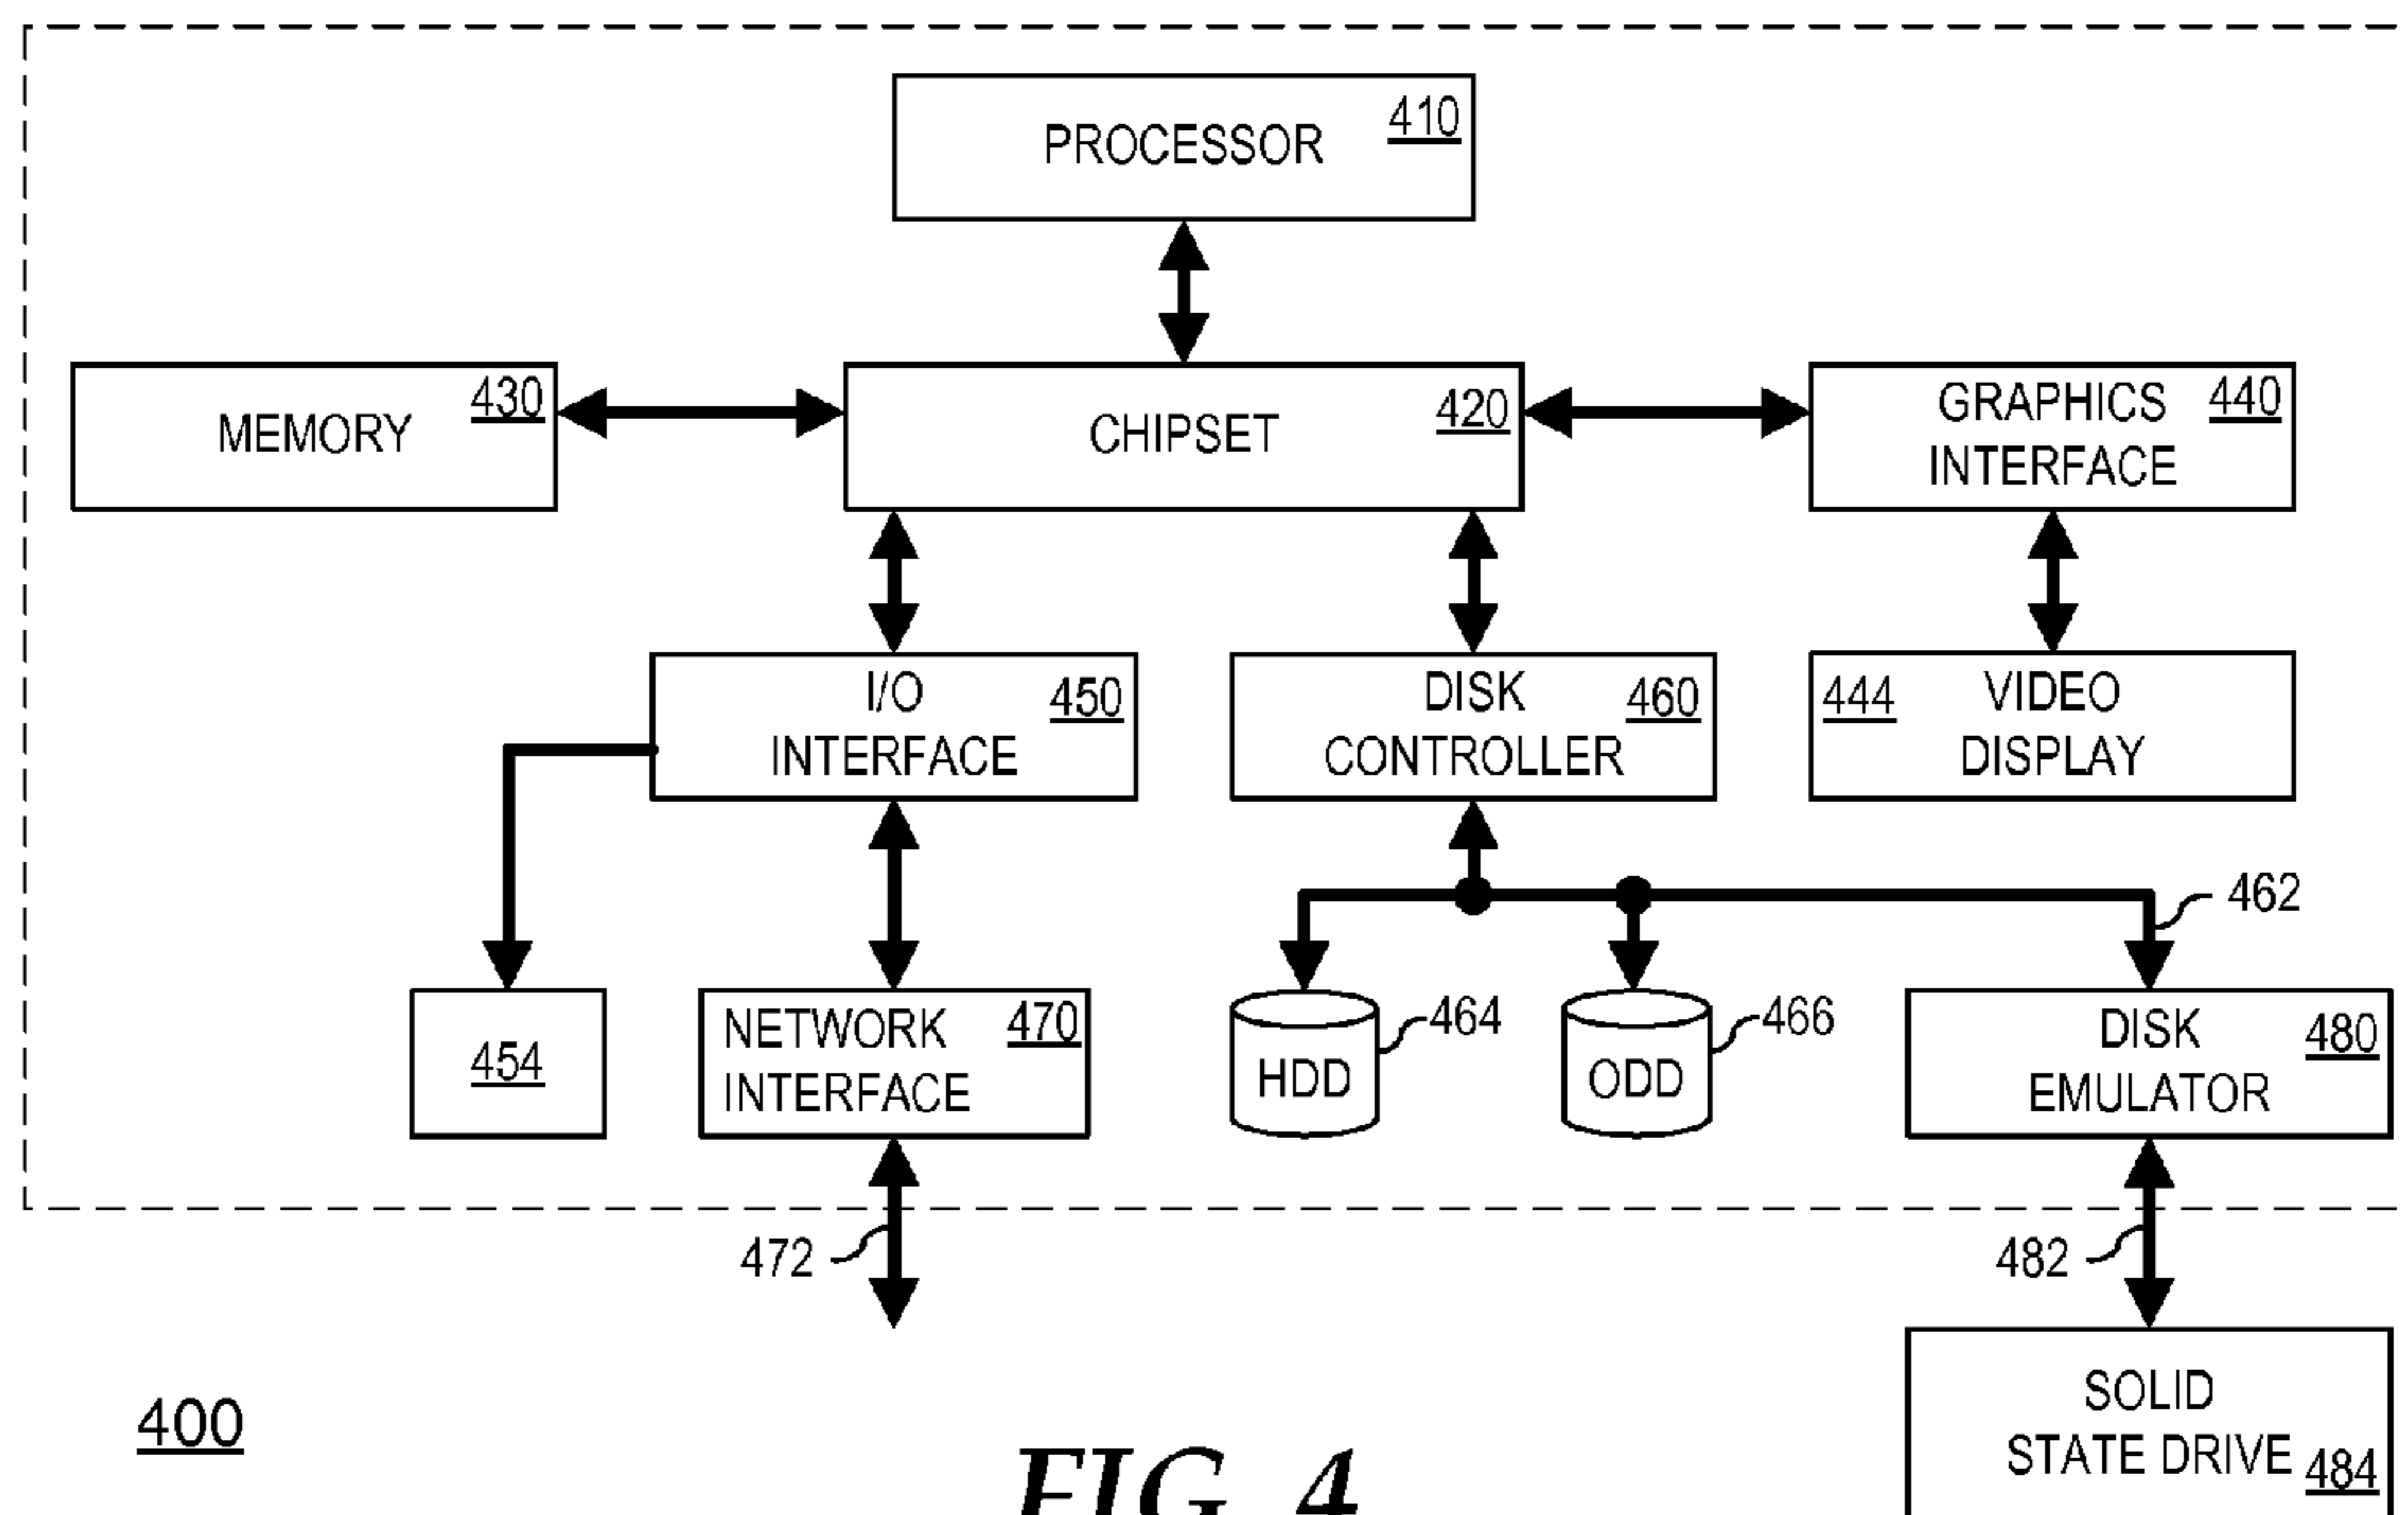 PROCESSOR 410
MEMORY 430
CHIPSET 420
GRAPHICS 440
INTERFACE
I/O 450
INTERFACE
DISK 460
CONTROLLER
444 VIDEO
DISPLAY
462
454
NETWORK 470
INTERFACE
HDD
464
ODD
466
DISK 480
EMULATOR
472
482
SOLID
STATE DRIVE 484
400
FIG. 4